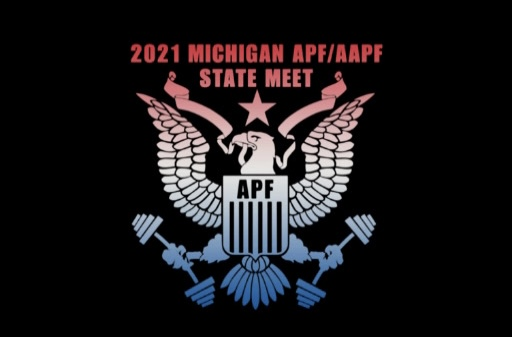 2021 MICHIGAN APF/AAPF
STATE MEET
APF